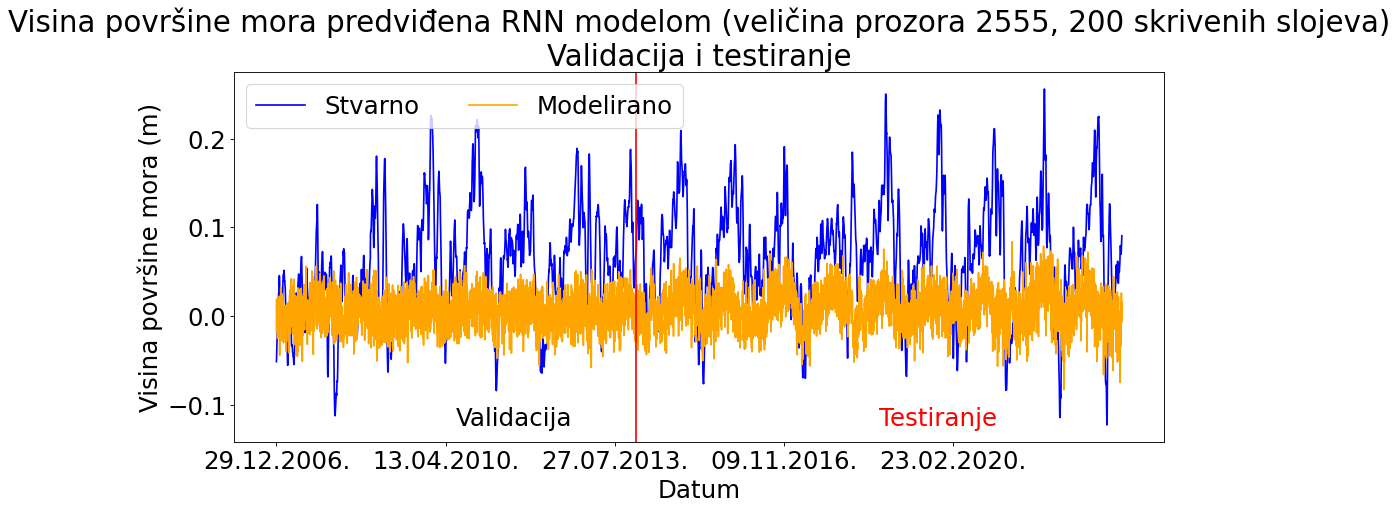 Visina površine mora predviđena RNN modelom (veličina prozora 2555, 200 skrivenih slojeva)
Validacija i testiranje
Stvarno Modelirano
Visina površine mora (m)
0.2
0.1
0.0
−0.1
Validacija
Testiranje
29.12.2006. 13.04.2010. 27.07.2013. 09.11.2016. 23.02.2020.
Datum